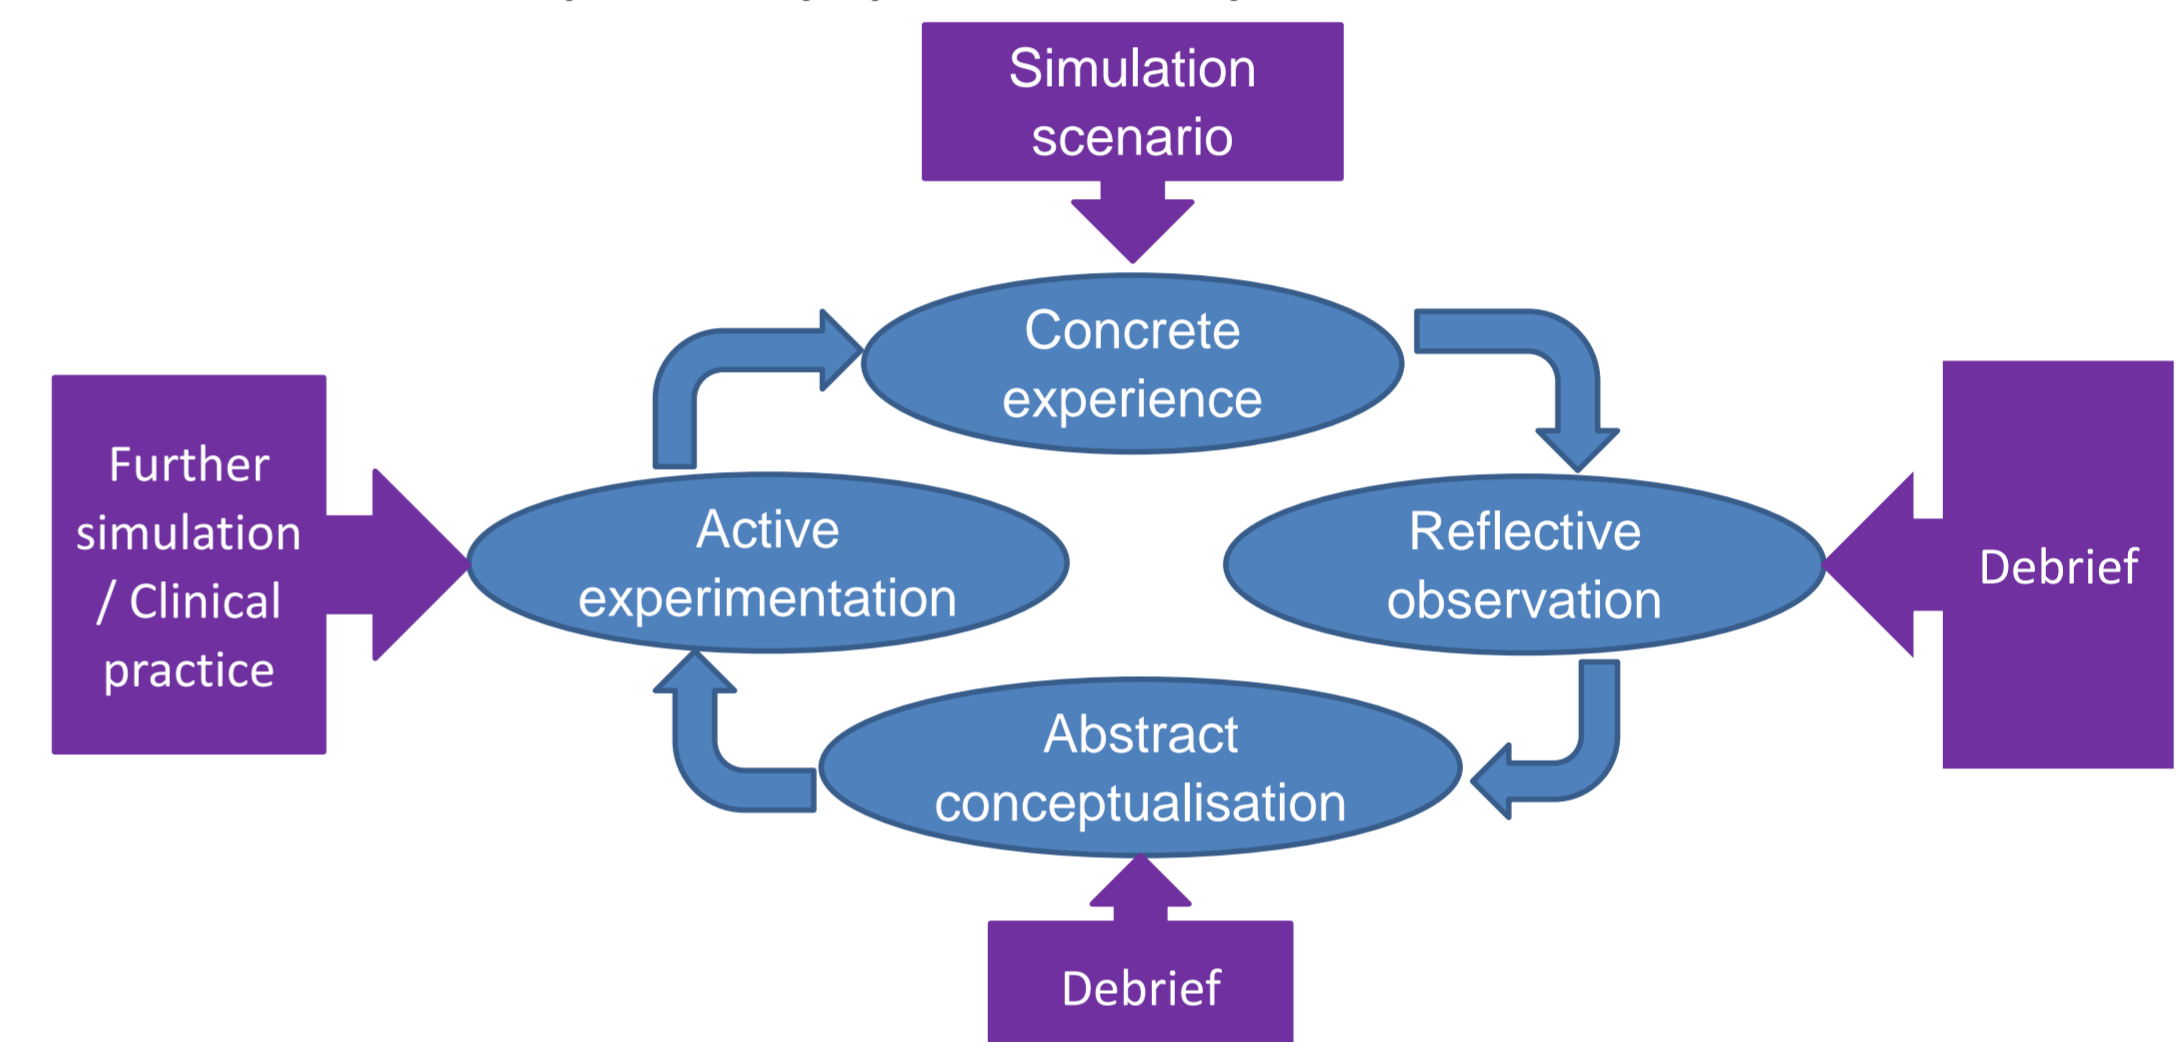 Simulation
scenario
Concrete
experience
Further
simulation
/ Clinical
practice
Active
experimentation
Reflective
observation
Debrief
Abstract
conceptualisation
Debrief